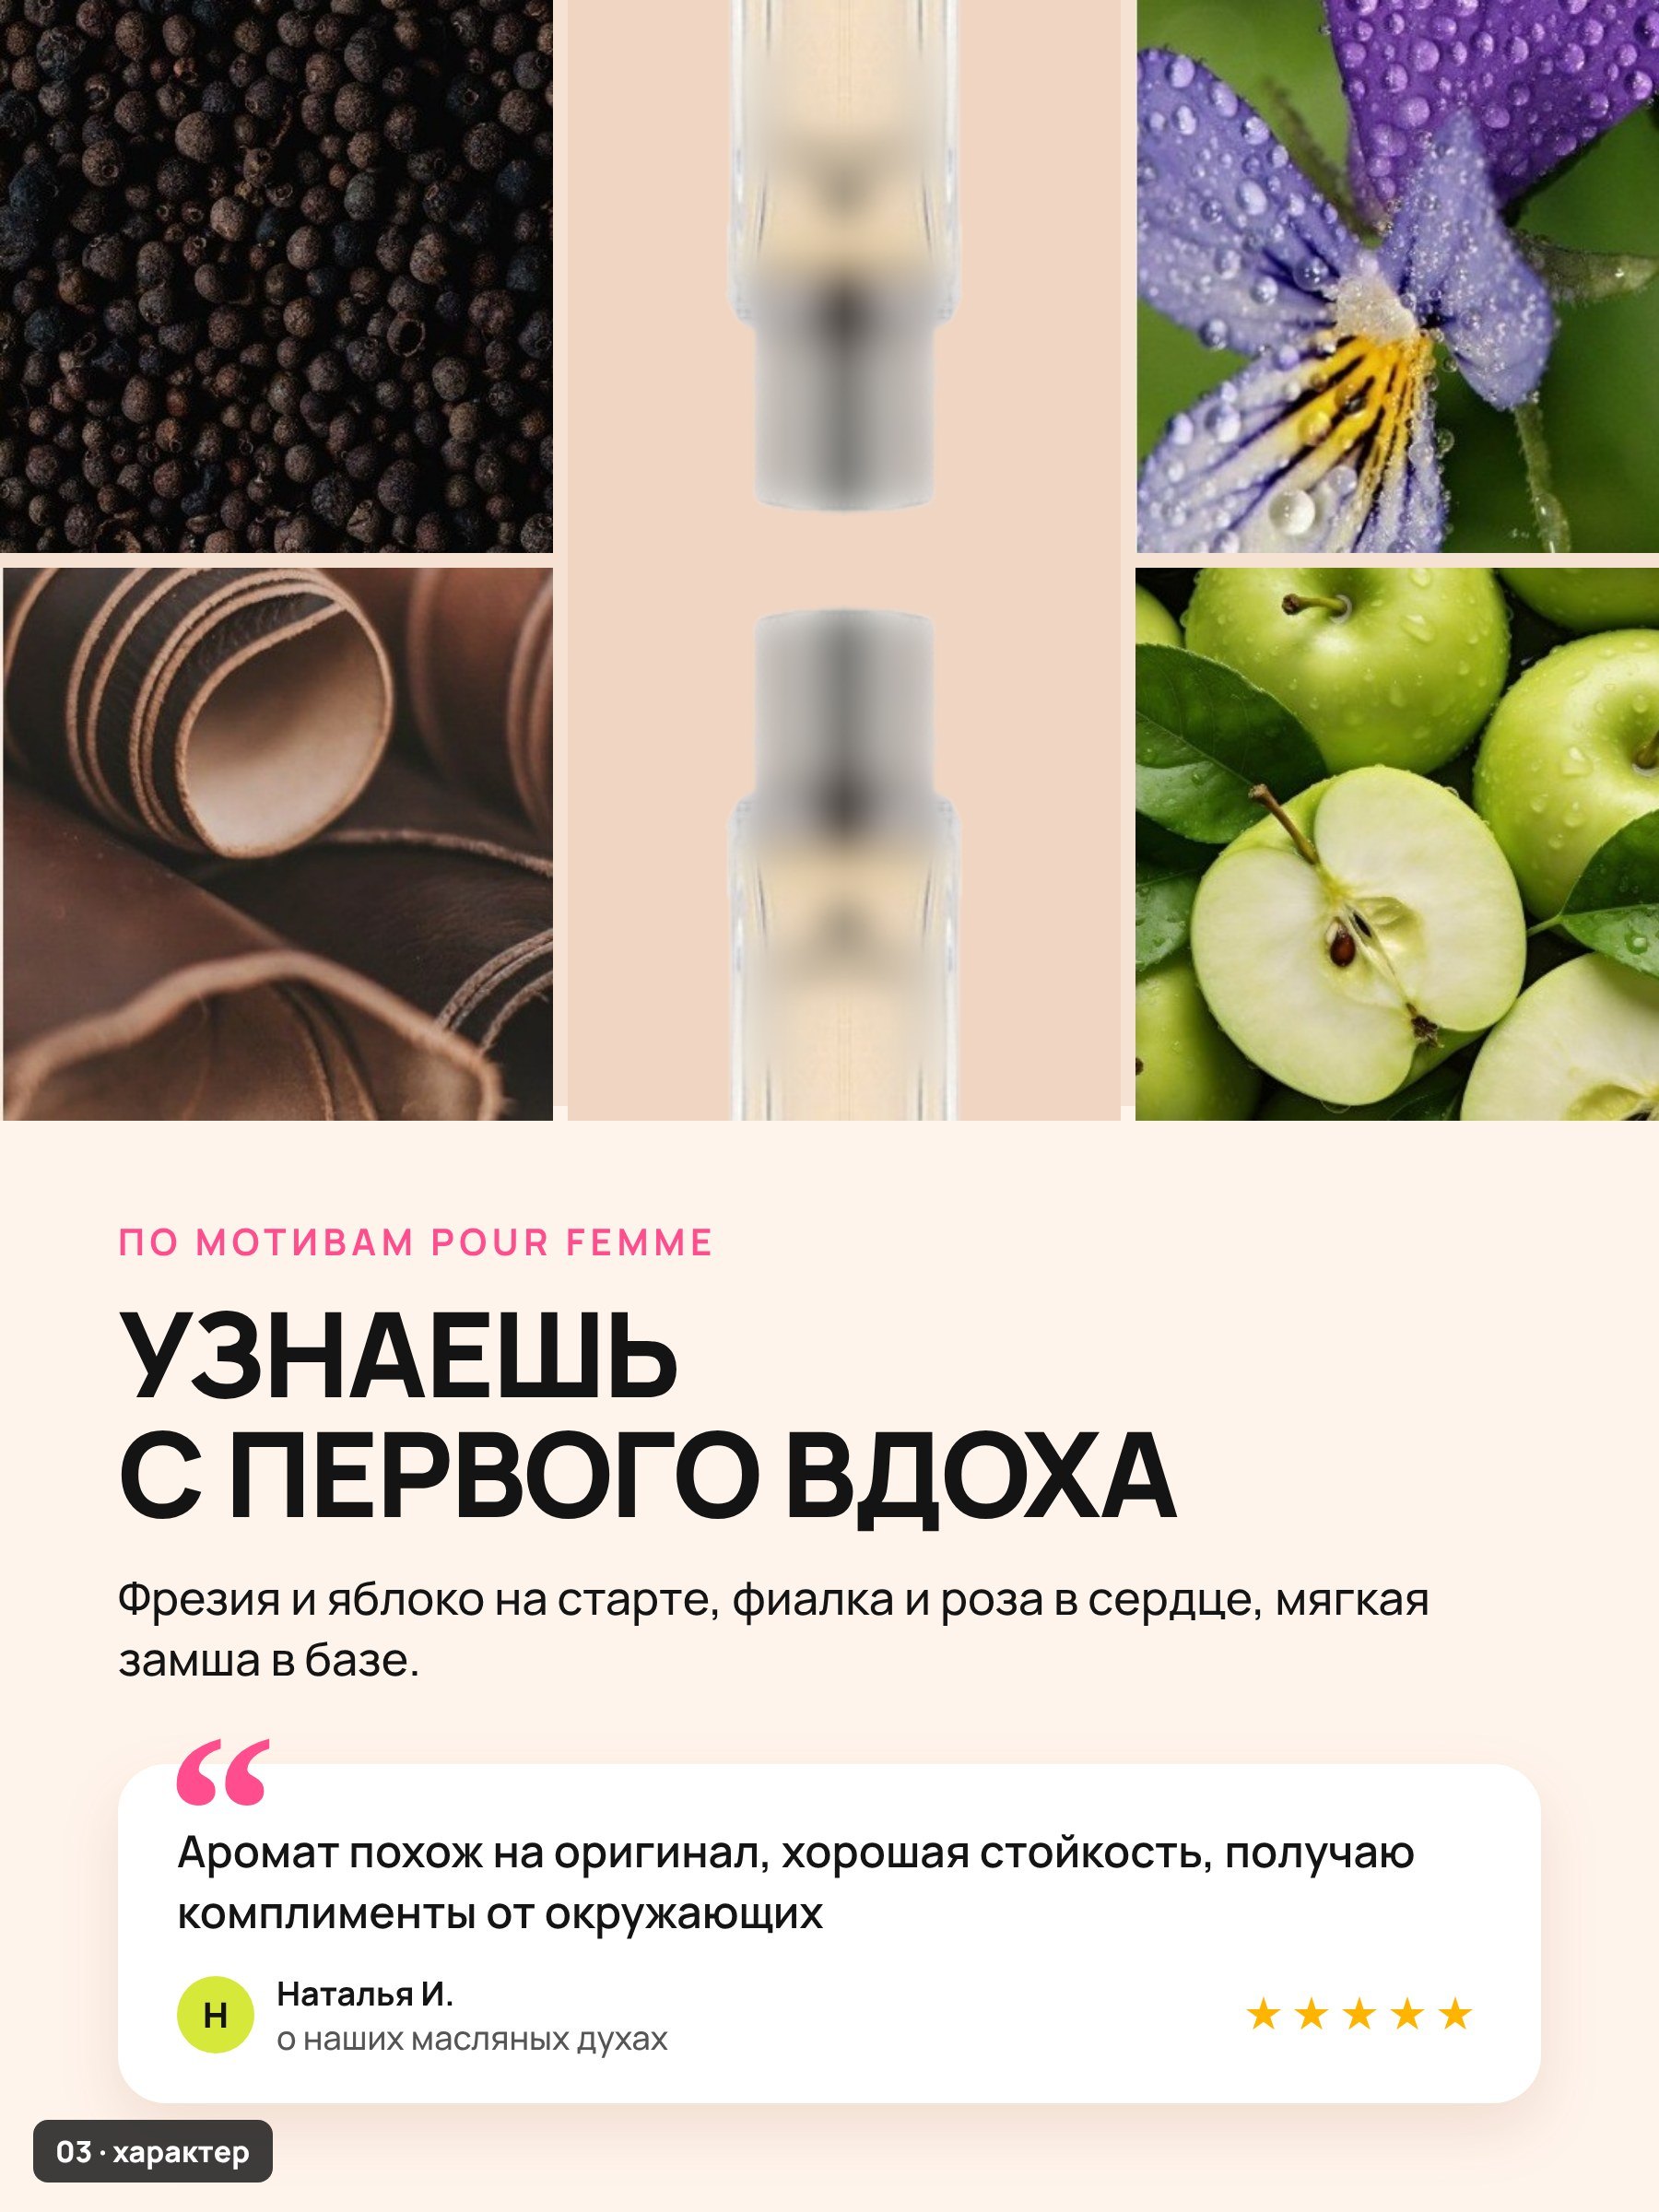 ПО МОТИВАМ POUR FEMME
УЗНАЕШЬ
С ПЕРВОГО ВДОХА
Фрезия и яблоко на старте, фиалка и роза в сердце, мягкая
замша в базе.
“
Аромат похож на оригинал, хорошая стойкость, получаю
комплименты от окружающих
Н
Наталья И.
о наших масляных духах
★★★★★
03 · характер